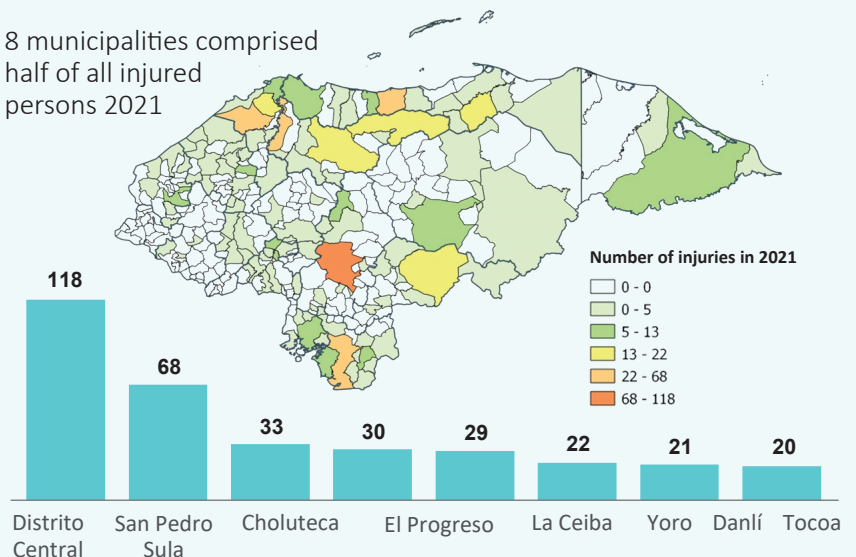 8 municipalities comprised
half of all injured
persons 2021
Number of injuries in 2021
0 - 0
0 - 5
5 - 13
13 - 22
22 - 68
68 - 118
118
68
33
30
29
22
21
20
Distrito
Central
San Pedro
Sula
Choluteca
El Progreso
La Ceiba
Yoro
Danlí
Tocoa